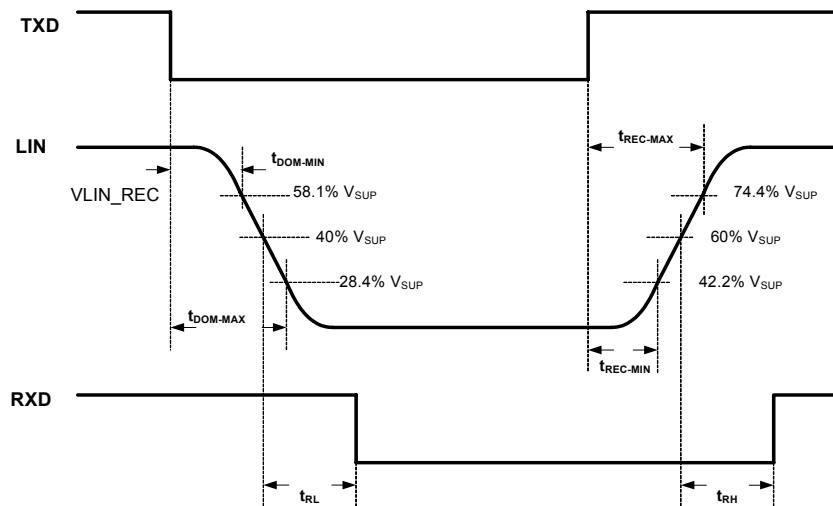 TXD
LIN
tDOM-MIN
tREC-MAX
VLIN_REC
58.1% VSUP
74.4% VSUP
40% VSUP
60% VSUP
28.4% VSUP
42.2% VSUP
tDOM-MAX
tREC-MIN
RXD
tRL
tRH